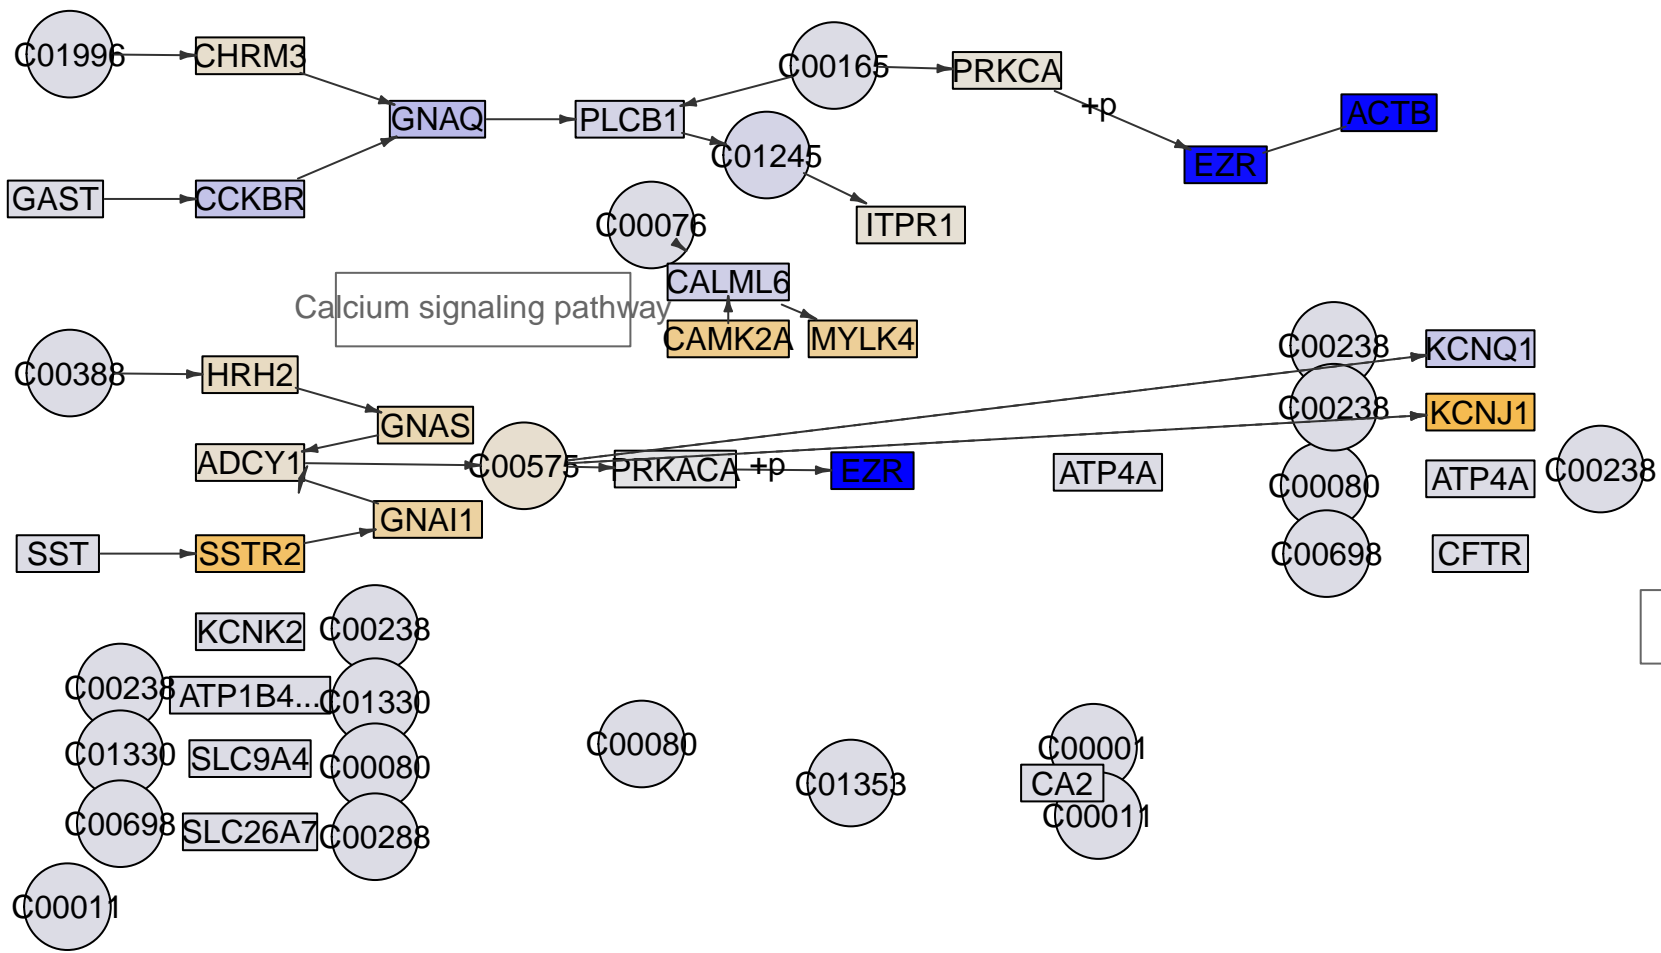 C01996
CHRM3
C00165
PRKCA
+p
ACTB
GNAQ
PLCB1
C01245
EZR
GAST
CCKBR
C00076
ITPR1
CALML6
Calcium signaling pathway
CAMK2A
MYLK4
C00238
KCNQ1
C00388
HRH2
C00238
KCNJ1
GNAS
ADCY1
C00575
PRKACA
+p
EZR
ATP4A
C00080
ATP4A
C00238
GNAI1
SST
SSTR2
C00698
CFTR
KCNK2
C00238
C00238
ATP1B4...
C01330
C01330
SLC9A4
C00080
C00080
C01353
C00001
CA2
C00011
C00698
SLC26A7
C00288
C00011